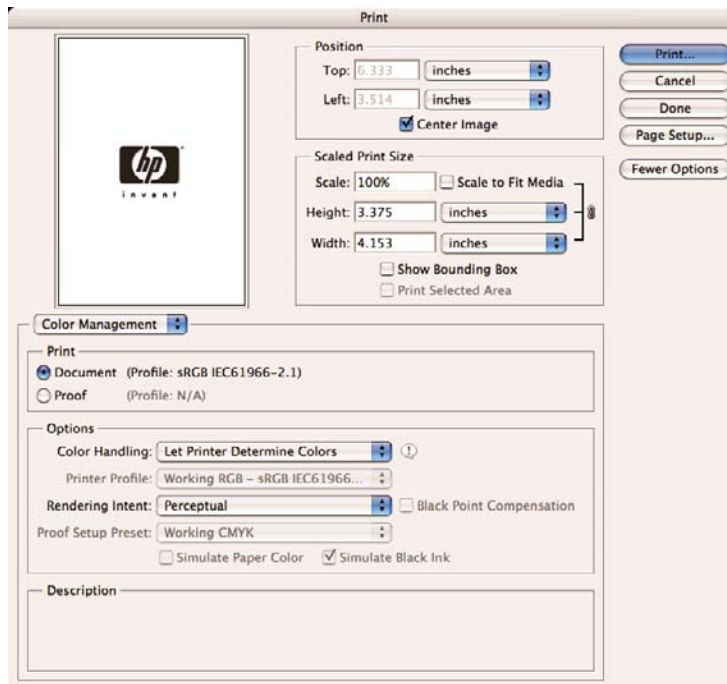 Print
hp
invent
Position
Top: 6.333 inches
Left: 3.514 inches
Center Image
Scaled Print Size
Scale: 100% Scale to Fit Media
Height: 3.375 inches
Width: 4.153 inches
Show Bounding Box
Print Selected Area
Print...
Cancel
Done
Page Setup...
Fewer Options
Color Management
Print
Document (Profile: sRGB IEC61966-2.1)
Proof (Profile: N/A)
Options
Color Handling: Let Printer Determine Colors
Printer Profile: Working RGB - sRGB IEC61966...
Rendering Intent: Perceptual Black Point Compensation
Proof Setup Preset: Working CMYK
Simulate Paper Color Simulate Black Ink
Description